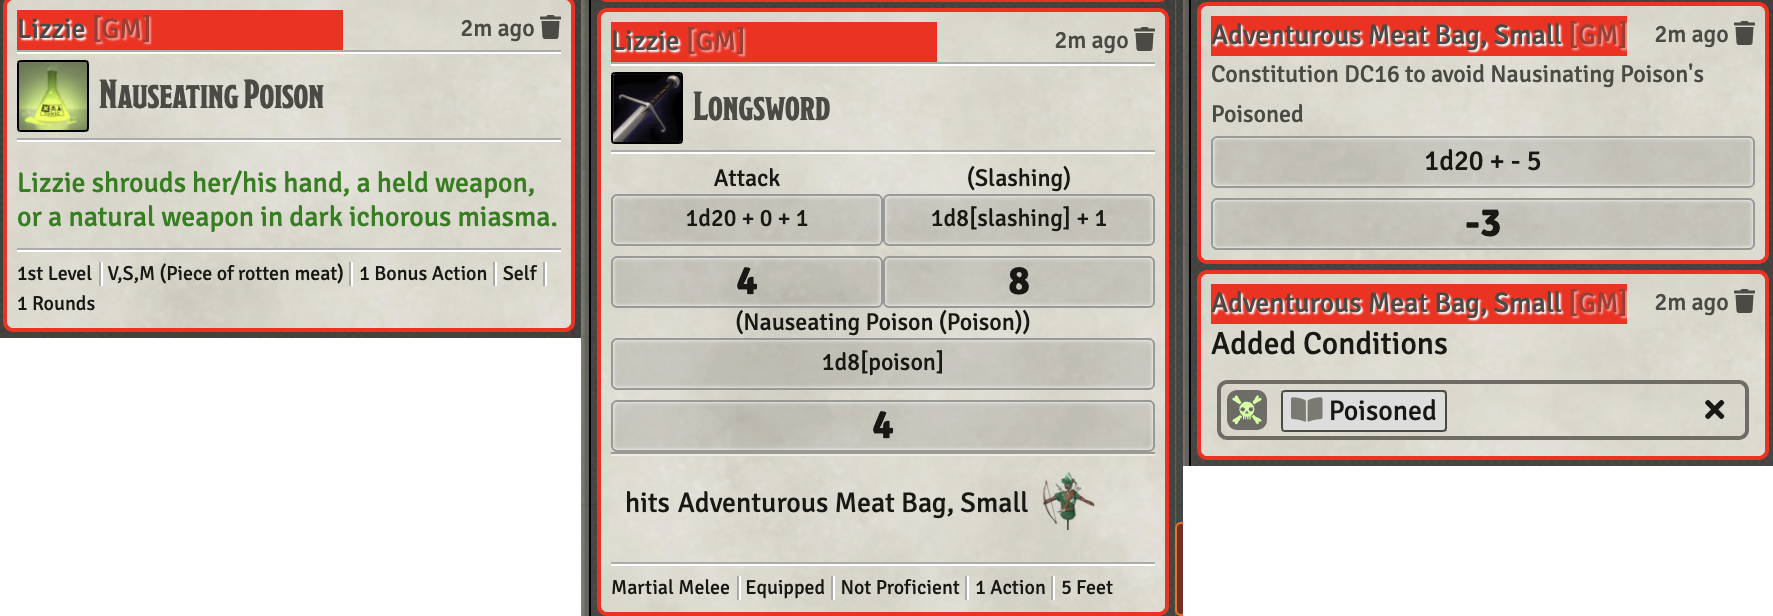 Lizzie [GM]
2m ago
NAUSEATING POISON
Lizzie shrouds her/his hand, a held weapon,
or a natural weapon in dark ichorous miasma.
1st Level | V,S,M (Piece of rotten meat) | 1 Bonus Action | Self |
1 Rounds
Lizzie [GM]
2m ago
LONGSWORD
Attack
(Slashing)
1d20 + 0 + 1
1d8[slashing] + 1
4
8
(Nauseating Poison (Poison))
1d8[poison]
4
hits Adventurous Meat Bag, Small
Martial Melee | Equipped | Not Proficient | 1 Action | 5 Feet
Adventurous Meat Bag, Small [GM]
2m ago
Constitution DC16 to avoid Nausinating Poison's
Poisoned
1d20 + - 5
-3
Adventurous Meat Bag, Small [GM]
2m ago
Added Conditions
Poisoned